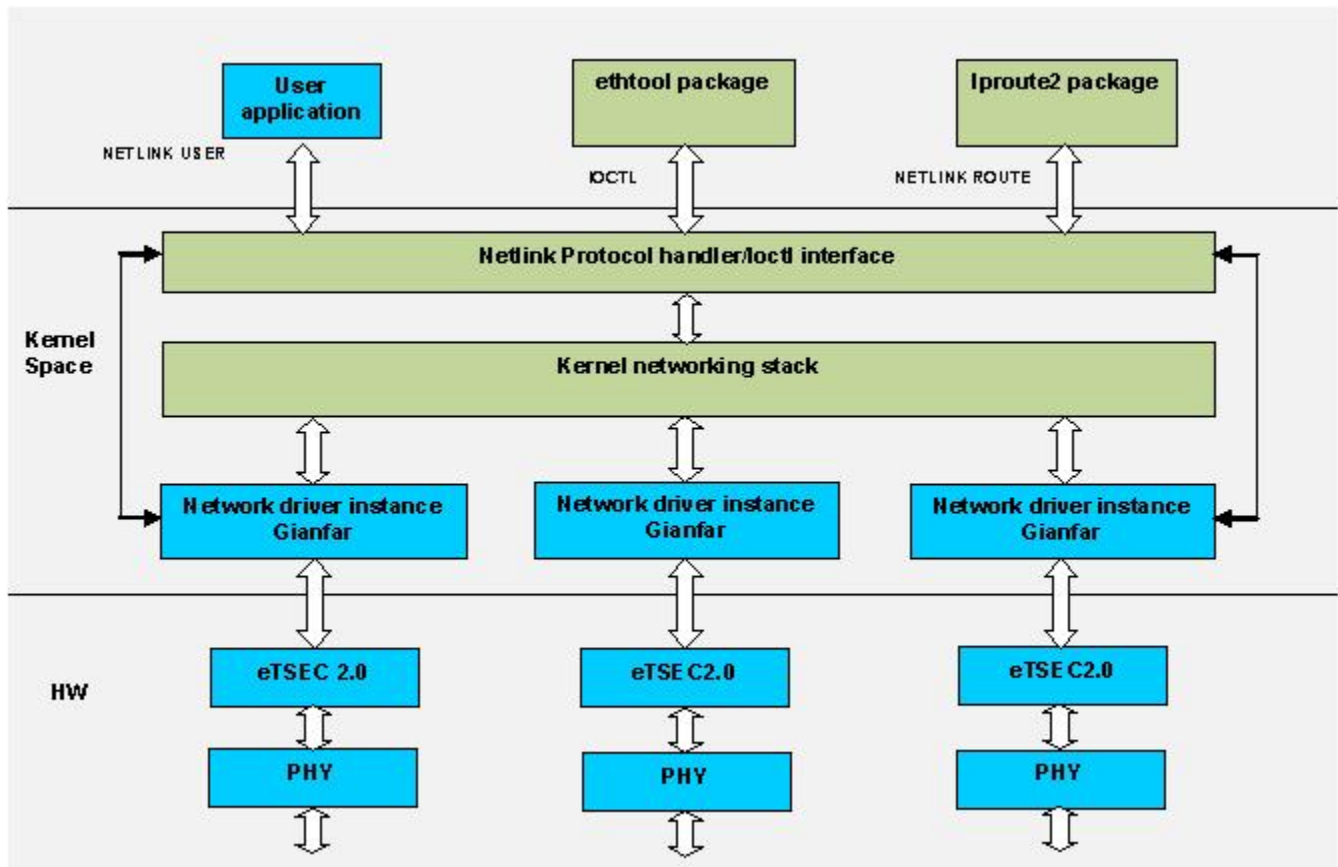 User
application
ethtool package
Iproute2 package
NETLINK USER
IOCTL
NETLINK ROUTE
Netlink Protocol handler/Ioctl interface
Kernel
Space
Kernel networking stack
Network driver instance
Gianfar
Network driver instance
Gianfar
Network driver instance
Gianfar
HW
eTSEC 2.0
eTSEC2.0
eTSEC2.0
PHY
PHY
PHY